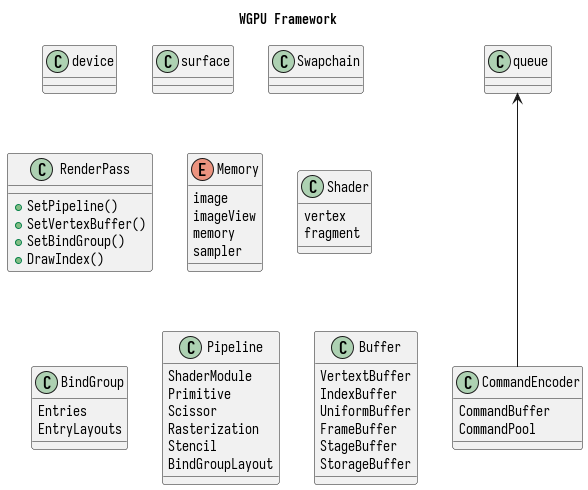 WGPU Framework
C device
C surface
C Swapchain
C queue
C RenderPass
SetPipeline()
SetVertexBuffer()
SetBindGroup()
DrawIndex()
E Memory
image
imageView
memory
sampler
C Shader
vertex
fragment
C BindGroup
Entries
EntryLayouts
C Pipeline
ShaderModule
Primitive
Scissor
Rasterization
Stencil
BindGroupLayout
C Buffer
VertextBuffer
IndexBuffer
UniformBuffer
FrameBuffer
StageBuffer
StorageBuffer
C CommandEncoder
CommandBuffer
CommandPool